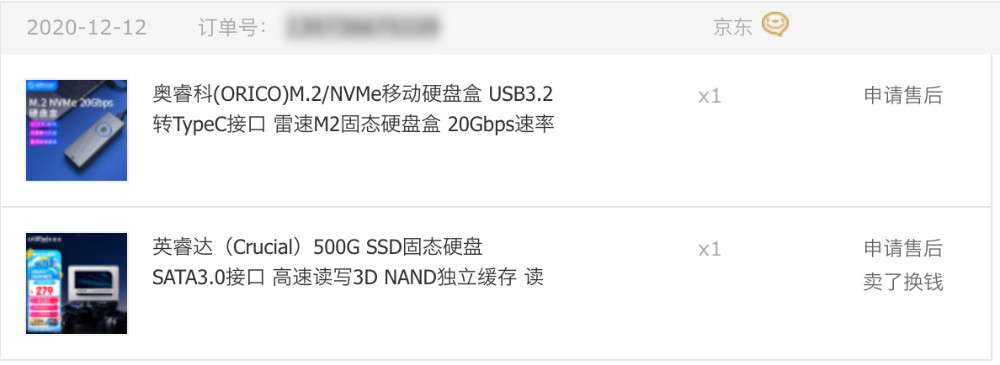 2020-12-12 订单号： 京东
M.2 NVMe 20Gbps
硬盘盒
奥睿科(ORICO)M.2/NVMe移动硬盘盒 USB3.2
转TypeC接口 雷速M2固态硬盘盒 20Gbps速率
x1
申请售后
279
英睿达（Crucial）500G SSD固态硬盘
SATA3.0接口 高速读写3D NAND独立缓存 读
x1
申请售后
卖了换钱